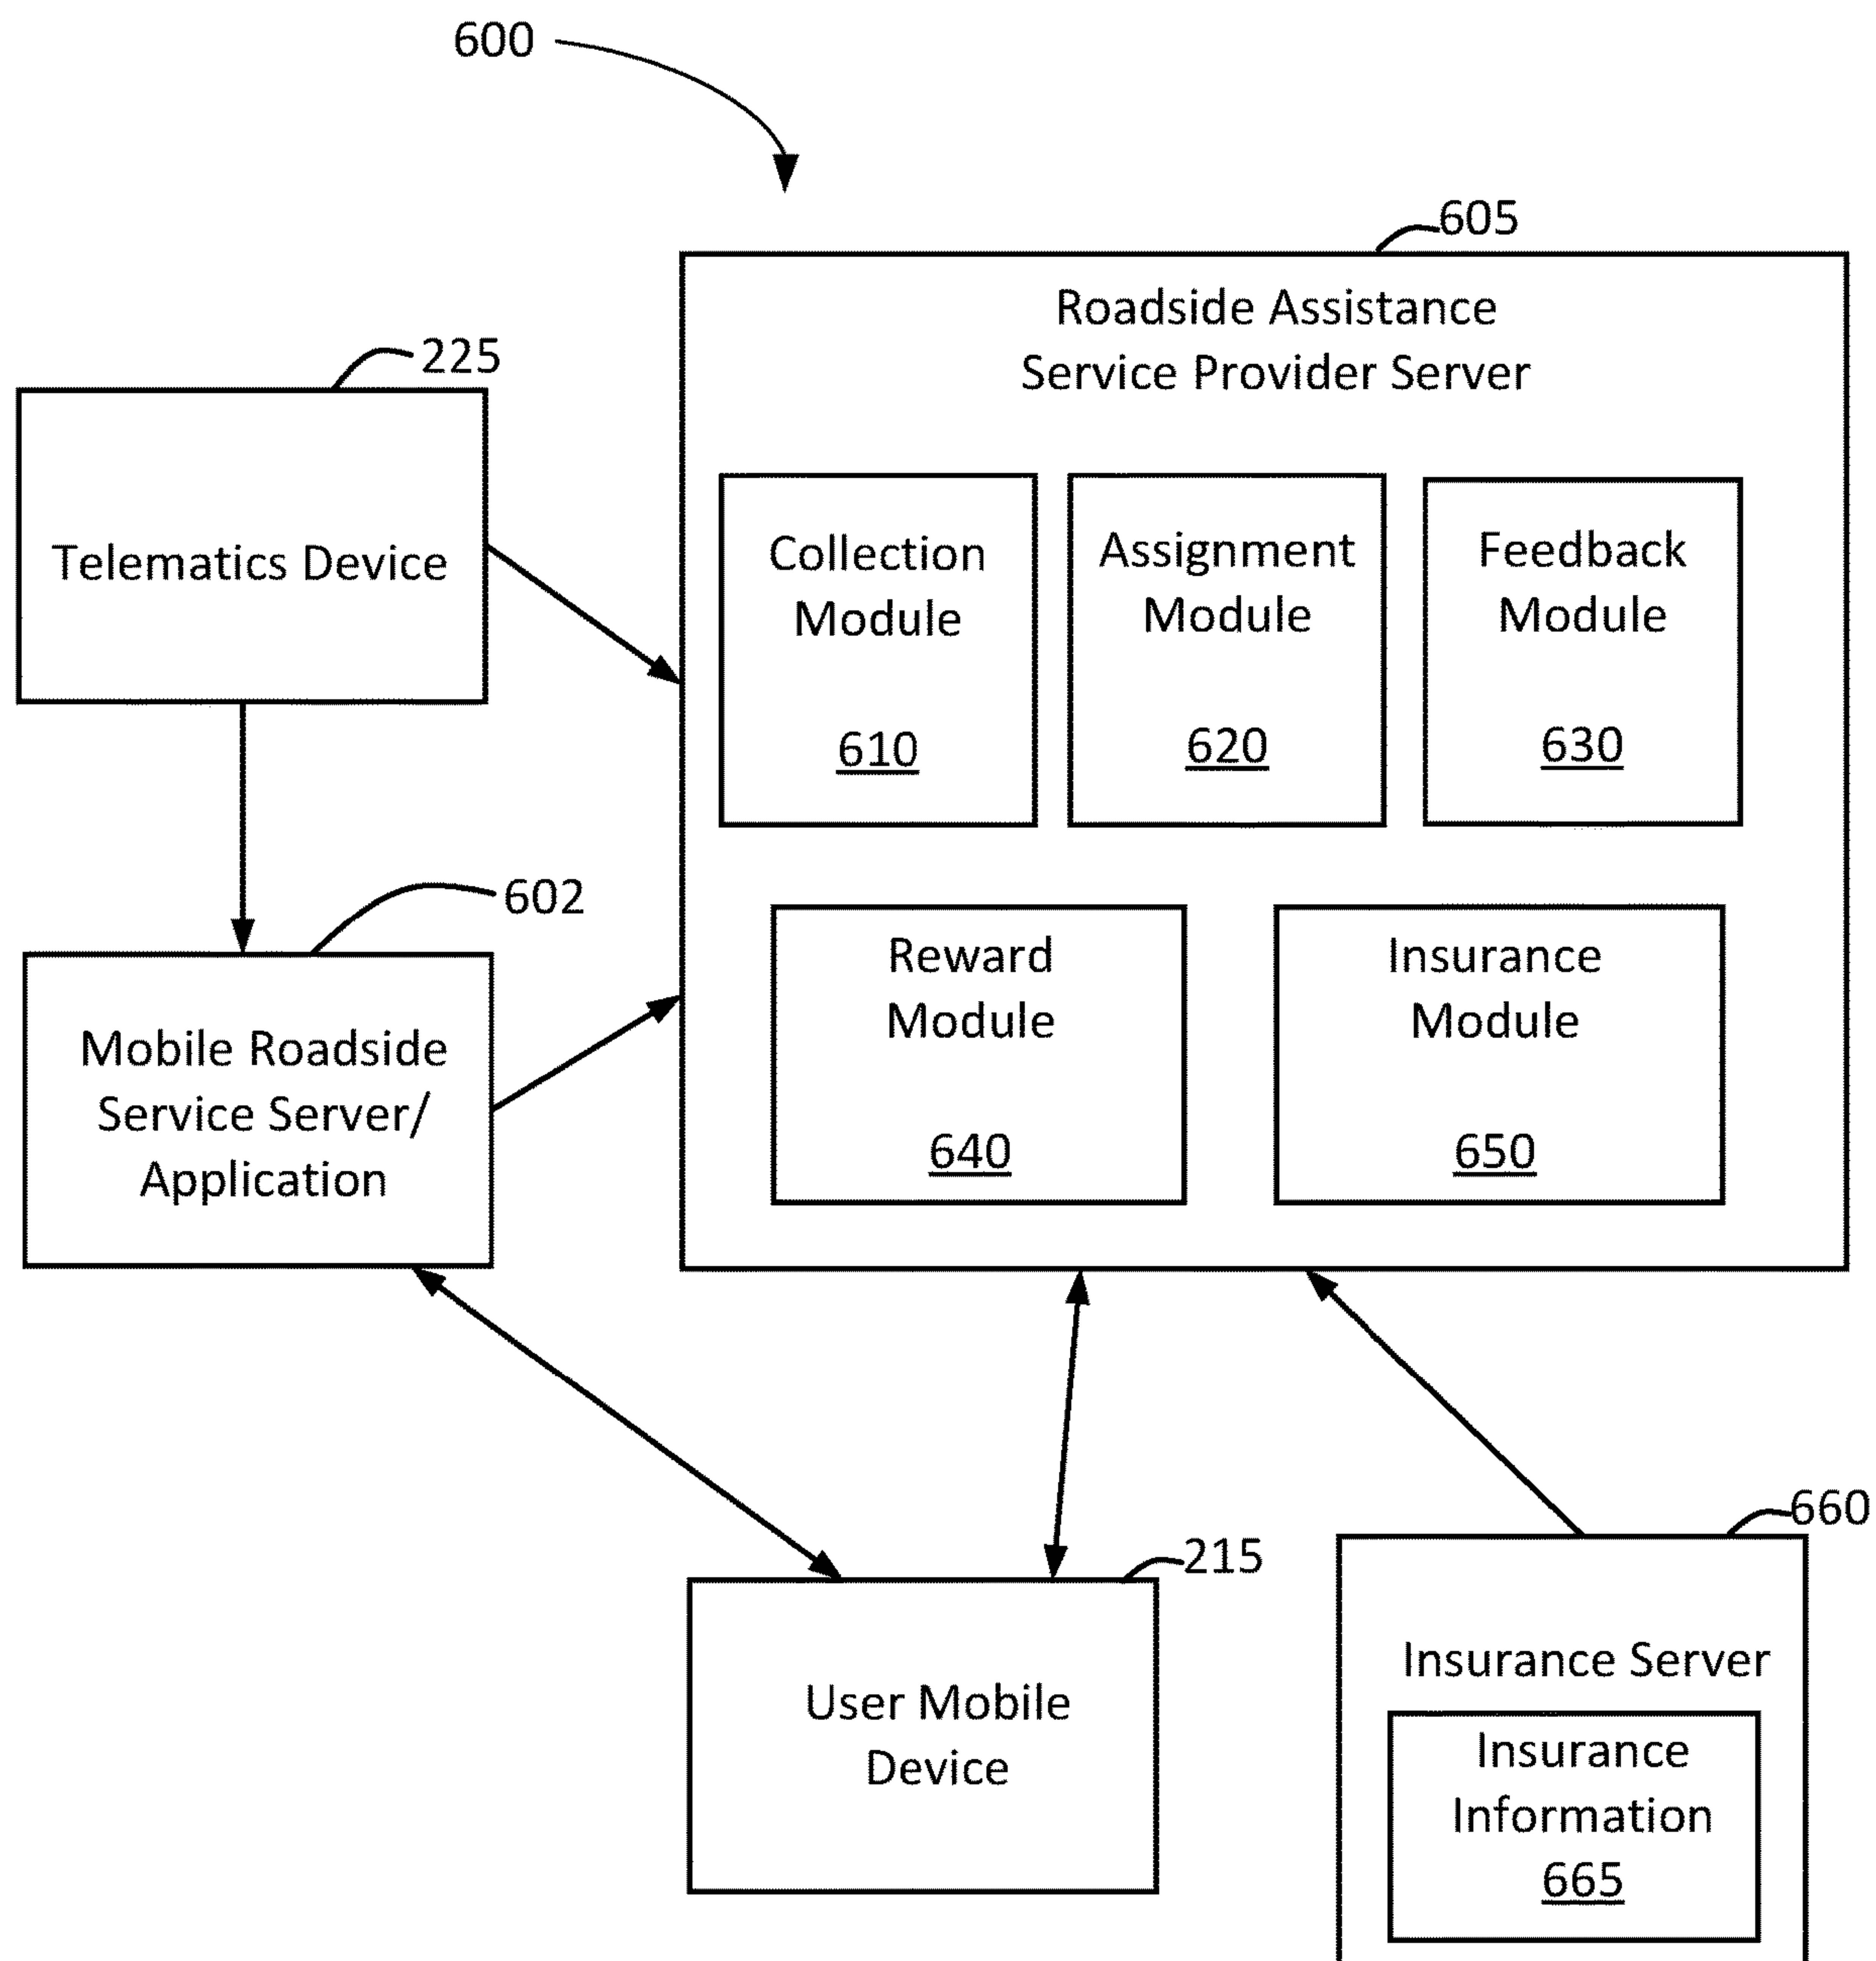 600
605
Roadside Assistance
Service Provider Server
225
Telematics Device
Collection
Module
610
Assignment
Module
620
Feedback
Module
630
602
Mobile Roadside
Service Server/
Application
Reward
Module
640
Insurance
Module
650
660
215
User Mobile
Device
Insurance Server
Insurance
Information
665